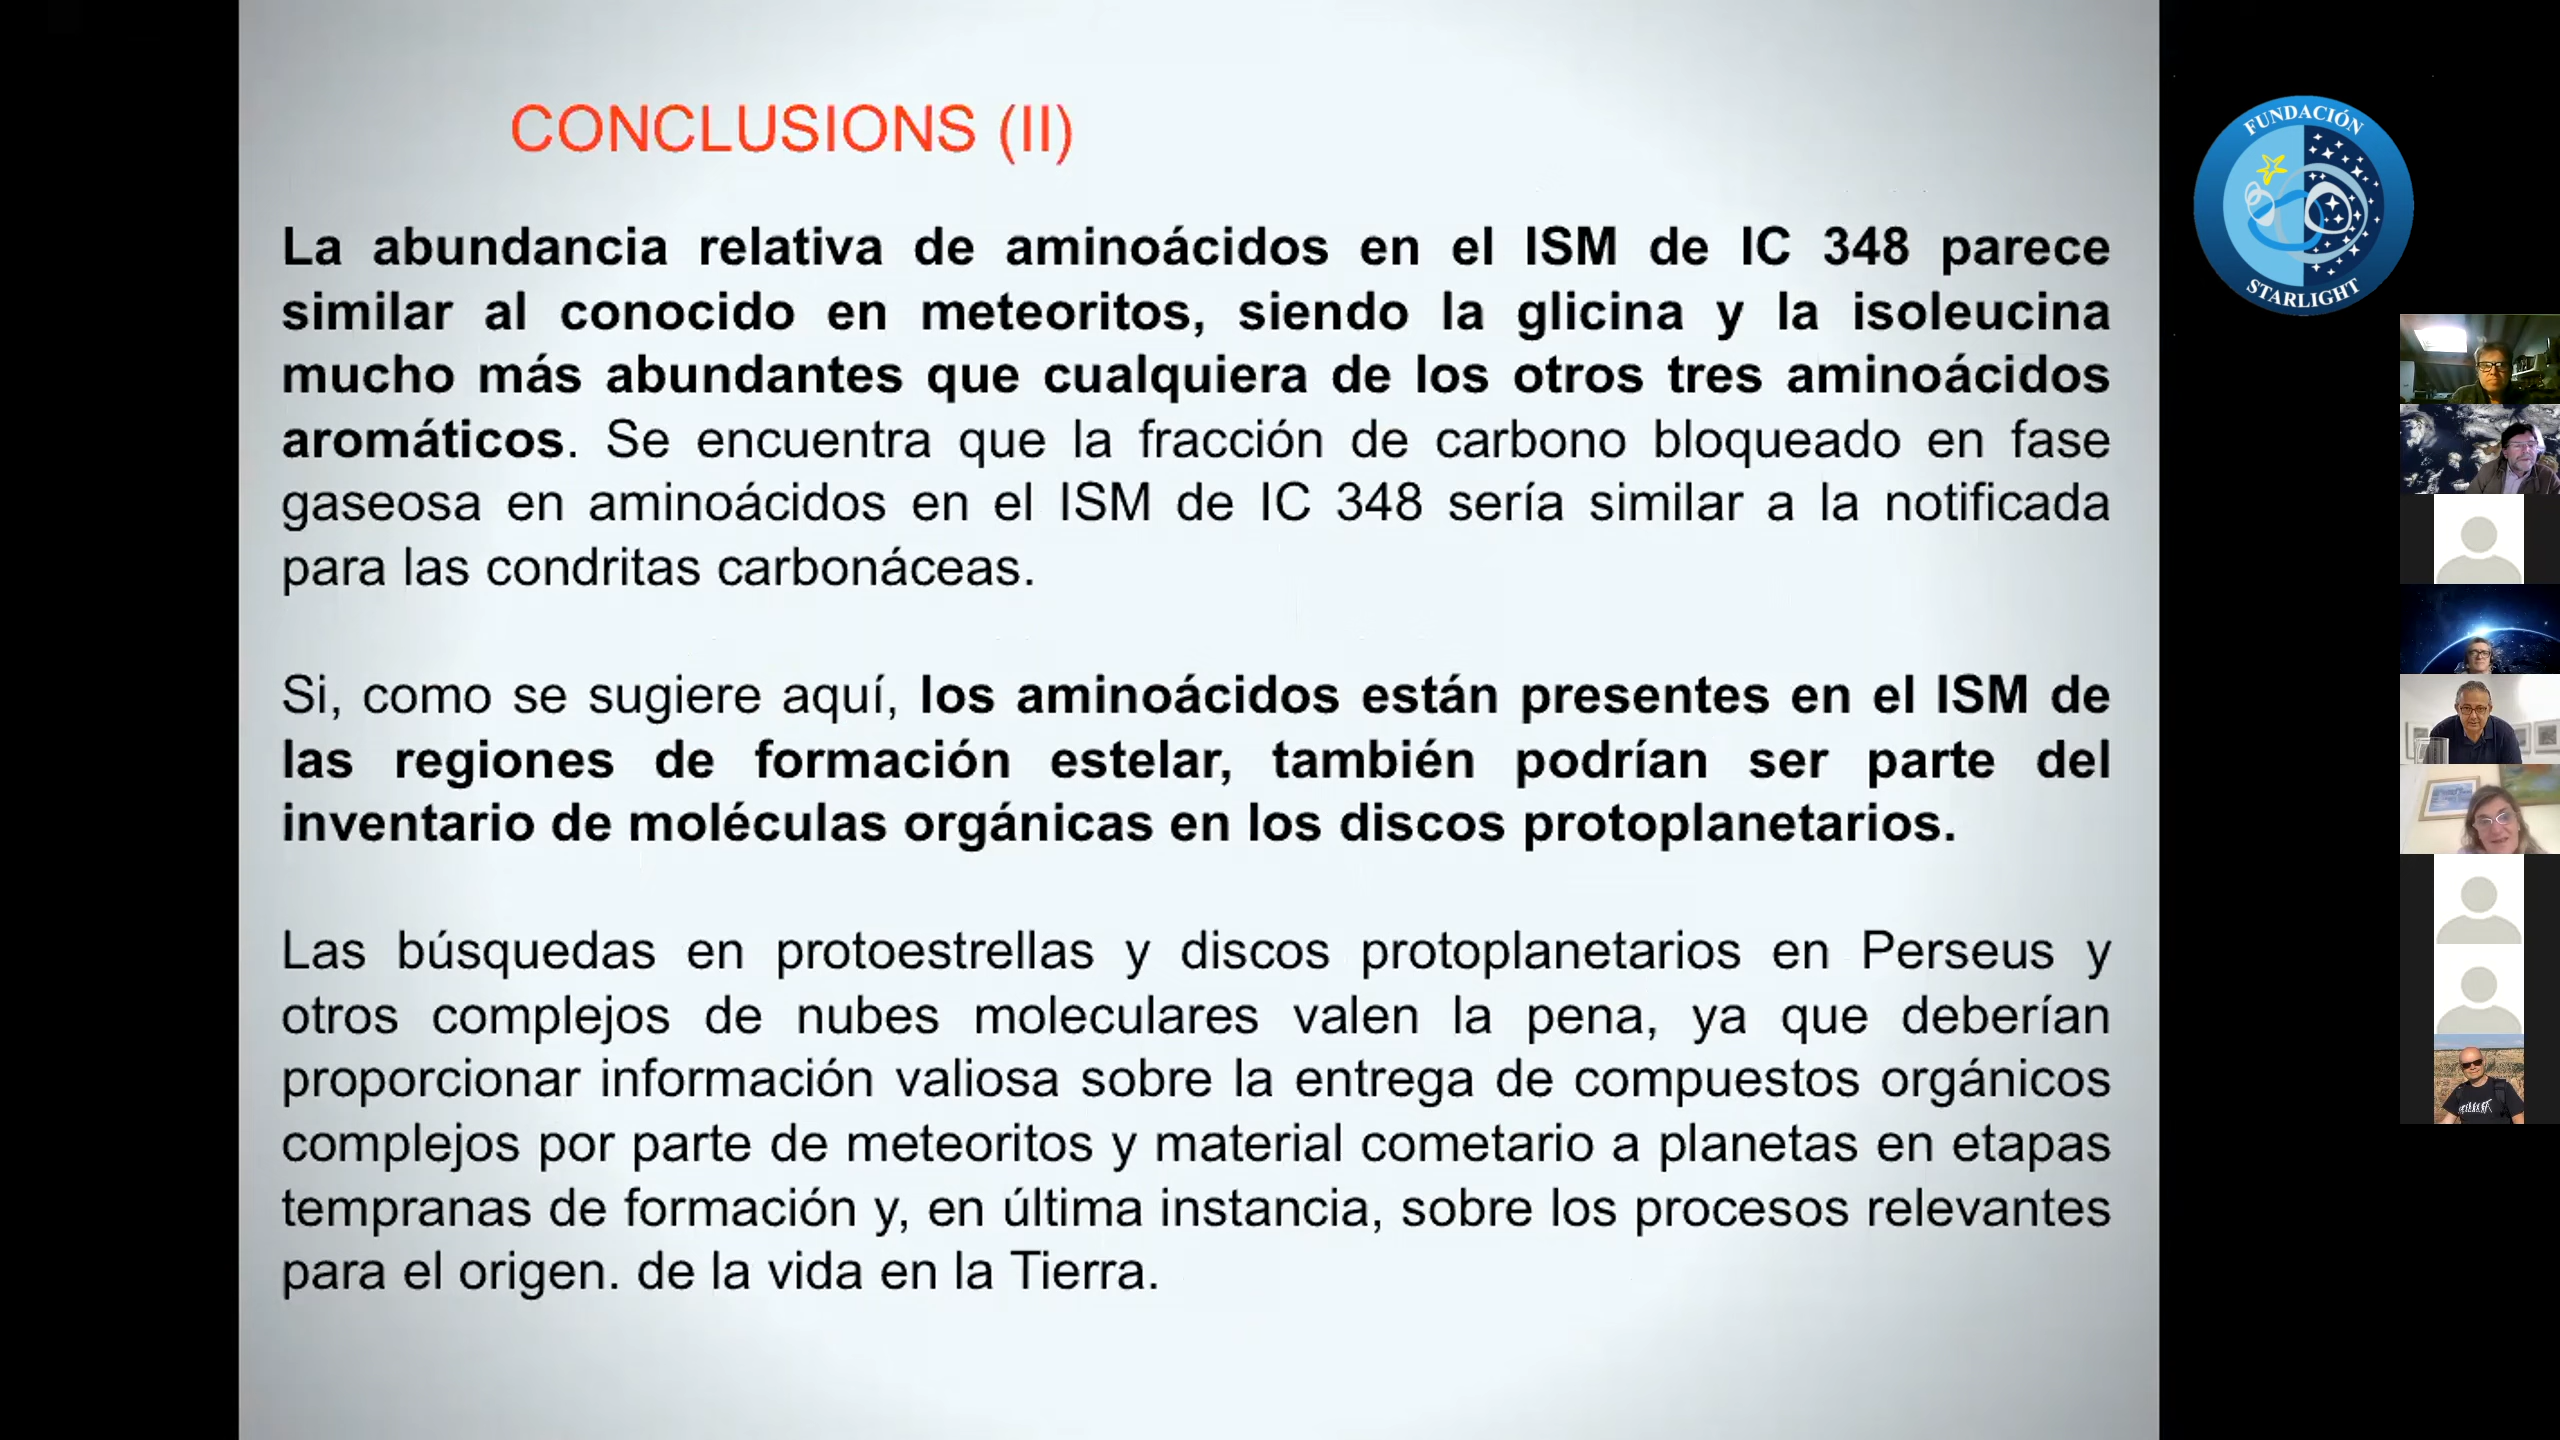 CONCLUSIONS (II)
La abundancia relativa de aminoácidos en el ISM de IC 348 parece
similar al conocido en meteoritos, siendo la glicina y la isoleucina
mucho más abundantes que cualquiera de los otros tres aminoácidos
aromáticos. Se encuentra que la fracción de carbono bloqueado en fase
gaseosa en aminoácidos en el ISM de IC 348 sería similar a la notificada
para las condritas carbonáceas.
Si, como se sugiere aquí, los aminoácidos están presentes en el ISM de
las regiones de formación estelar, también podrían ser parte del
inventario de moléculas orgánicas en los discos protoplanetarios.
Las búsquedas en protoestrellas y discos protoplanetarios en Perseus y
otros complejos de nubes moleculares valen la pena, ya que deberían
proporcionar información valiosa sobre la entrega de compuestos orgánicos
complejos por parte de meteoritos y material cometario a planetas en etapas
tempranas de formación y, en última instancia, sobre los procesos relevantes
para el origen. de la vida en la Tierra.
FUNDACIÓN
STARLIGHT